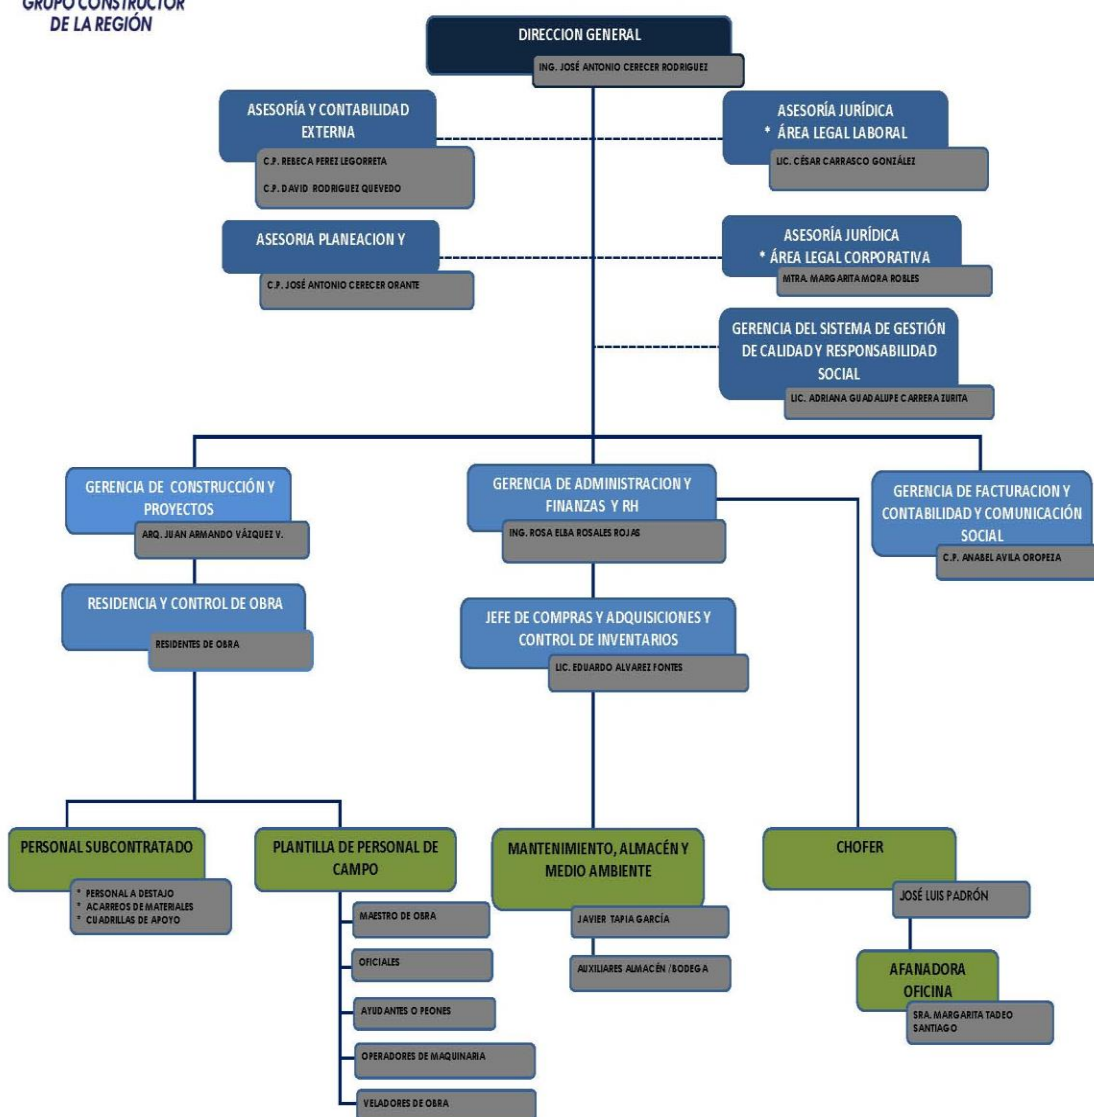 GRUPO CONSTRUCTOR
DE LA REGIÓN
DIRECCION GENERAL
ING. JOSÉ ANTONIO CERECER RODRIGUEZ
ASESORÍA Y CONTABILIDAD
EXTERNA
C.P. REBECA PEREZ LEGORRETA
C.P. DAVID RODRIGUEZ QUEVEDO
ASESORÍA JURÍDICA
* ÁREA LEGAL LABORAL
LIC. CÉSAR CARRASCO GONZÁLEZ
ASESORIA PLANEACION Y
C.P. JOSÉ ANTONIO CERECER ORANTE
ASESORÍA JURÍDICA
* ÁREA LEGAL CORPORATIVA
MTRA. MARGARITA MORA ROBLES
GERENCIA DEL SISTEMA DE GESTIÓN
DE CALIDAD Y RESPONSABILIDAD
SOCIAL
LIC. ADRIANA GUADALUPE CARRERA ZURITA
GERENCIA DE CONSTRUCCIÓN Y
PROYECTOS
ARQ. JUAN ARMANDO VÁZQUEZ V.
GERENCIA DE ADMINISTRACION Y
FINANZAS Y RH
ING. ROSA ELBA ROSALES ROJAS
GERENCIA DE FACTURACION Y
CONTABILIDAD Y COMUNICACIÓN
SOCIAL
C.P. ANABEL AVILA OROPEZA
RESIDENCIA Y CONTROL DE OBRA
RESIDENTES DE OBRA
JEFE DE COMPRAS Y ADQUISICIONES Y
CONTROL DE INVENTARIOS
LIC. EDUARDO ALVAREZ FONTES
PERSONAL SUBCONTRATADO
* PERSONAL A DESTAJO
* ACARREOS DE MATERIALES
* CUADRILLAS DE APOYO
PLANTILLA DE PERSONAL DE
CAMPO
MAESTRO DE OBRA
OFICIALES
AYUDANTES O PEONES
OPERADORES DE MAQUINARIA
VELADORES DE OBRA
MANTENIMIENTO, ALMACÉN Y
MEDIO AMBIENTE
JAVIER TAPIA GARCÍA
AUXILIARES ALMACÉN /BODEGA
CHOFER
JOSÉ LUIS PADRÓN
AFANADORA
OFICINA
SRA. MARGARITA TADEO
SANTIAGO